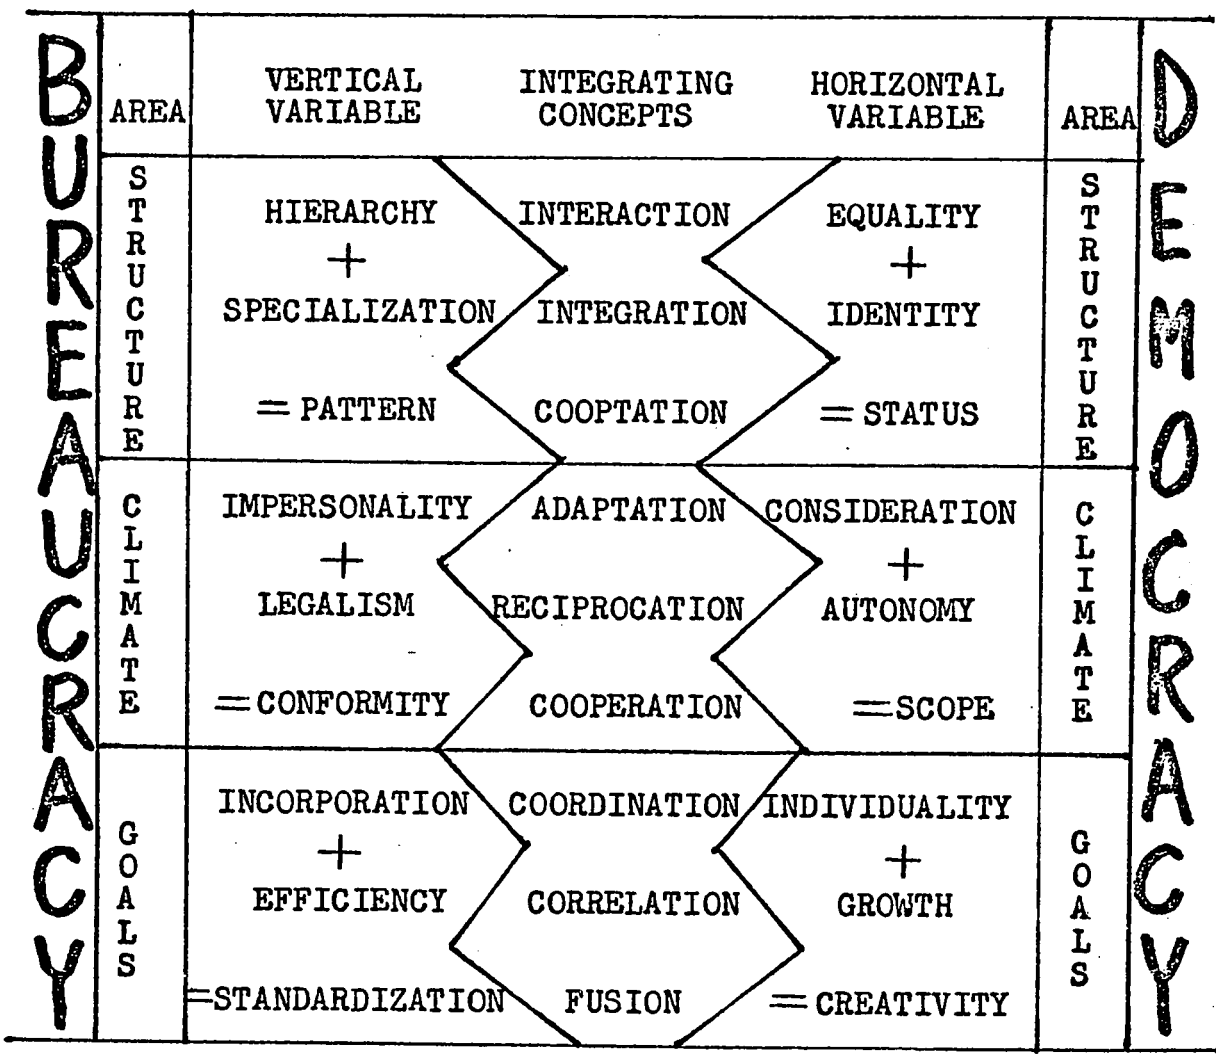 BUREAUCRACY
AREA
VERTICAL
VARIABLE
INTEGRATING
CONCEPTS
HORIZONTAL
VARIABLE
AREA
DEMOCRACY
STRUCTURE
HIERARCHY
+
SPECIALIZATION
= PATTERN
INTERACTION
INTEGRATION
COOPTATION
EQUALITY
+
IDENTITY
= STATUS
STRUCTURE
CLIMATE
IMPERSONALITY
+
LEGALISM
= CONFORMITY
ADAPTATION
RECIPROCATION
COOPERATION
CONSIDERATION
+
AUTONOMY
= SCOPE
CLIMATE
GOALS
INCORPORATION
+
EFFICIENCY
= STANDARDIZATION
COORDINATION
CORRELATION
FUSION
INDIVIDUALITY
+
GROWTH
= CREATIVITY
GOALS